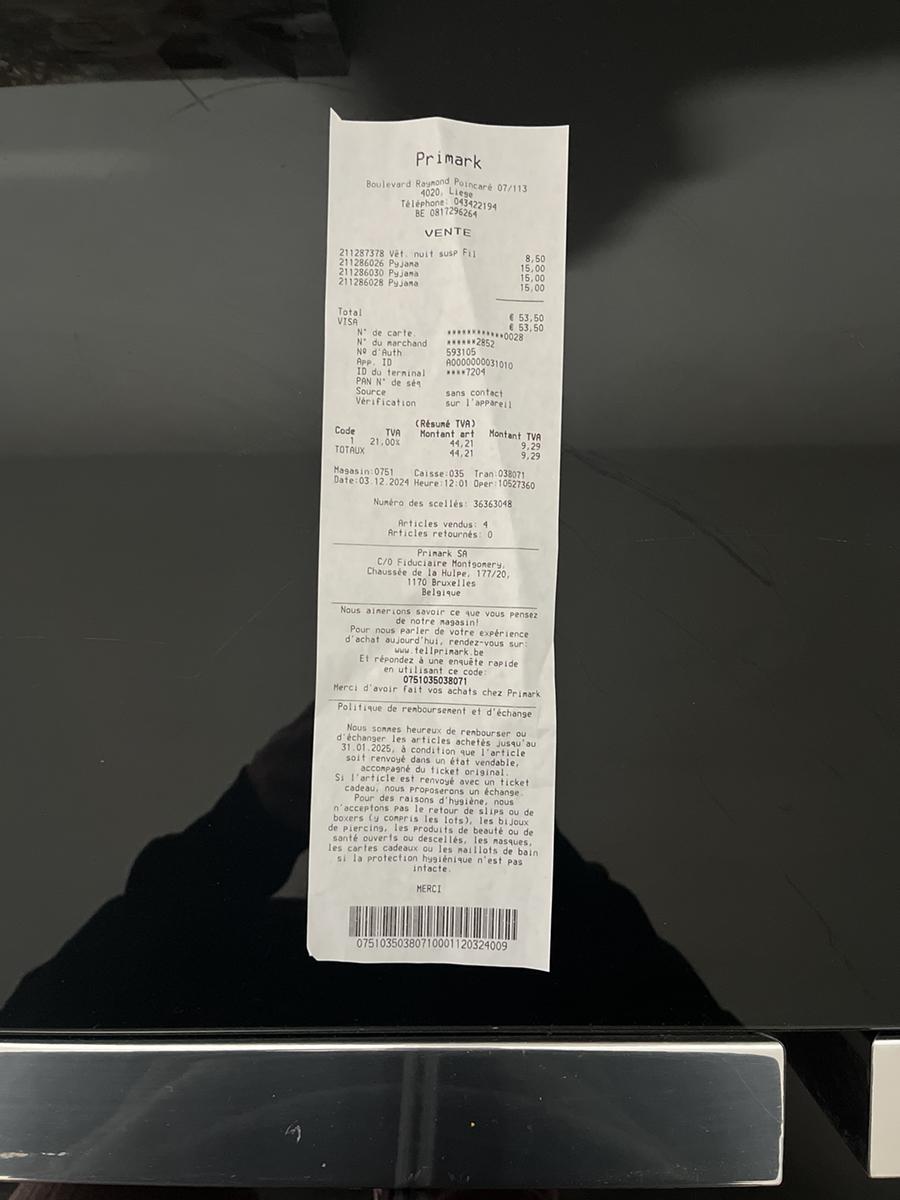 Primark
Boulevard Raymond Poincaré 07/113
4020, Liege
Téléphone: 043422194
BE 0817296264
VENTE
211287378 Vêt. nuit susp Fil 8,50
211286026 Pyjama 15,00
211286030 Pyjama 15,00
211286028 Pyjama 15,00
Total € 53,50
VISA € 53,50
N° de carte. ************0028
N° du marchand ******2852
Nº d'Auth 593105
App. ID A0000000031010
ID du terminal ****7204
PAN N° de séq
Source sans contact
Vérification sur l'appareil
(Résumé TVA)
Code TVA Montant art Montant TVA
1 21,00% 44,21 9,29
TOTAUX 44,21 9,29
Magasin:0751 Caisse:035 Tran:038071
Date:03.12.2024 Heure:12:01 Oper:10527360
Numéro des scellés: 36363048
Articles vendus: 4
Articles retournés: 0
Primark SA
C/O Fiduciaire Montgomery,
Chaussée de la Hulpe, 177/20,
1170 Bruxelles
Belgique
Nous aimerions savoir ce que vous pensez
de notre magasin!
Pour nous parler de votre expérience
d'achat aujourd'hui, rendez-vous sur:
www.tellprimark.be
Et répondez à une enquête rapide
en utilisant ce code:
0751035038071
Merci d'avoir fait vos achats chez Primark
Politique de remboursement et d'échange
Nous sommes heureux de rembourser ou
d'échanger les articles achetés jusqu'au
31.01.2025, à condition que l'article
soit renvoyé dans un état vendable,
accompagné du ticket original.
Si l'article est renvoyé avec un ticket
cadeau, nous proposerons un échange.
Pour des raisons d'hygiène, nous
n'acceptons pas le retour de slips ou de
boxers (y compris les lots), les bijoux
de piercing, les produits de beauté ou de
santé ouverts ou descellés, les masques,
les cartes cadeaux ou les maillots de bain
si la protection hygiénique n'est pas
intacte.
MERCI
07510350380710001120324009